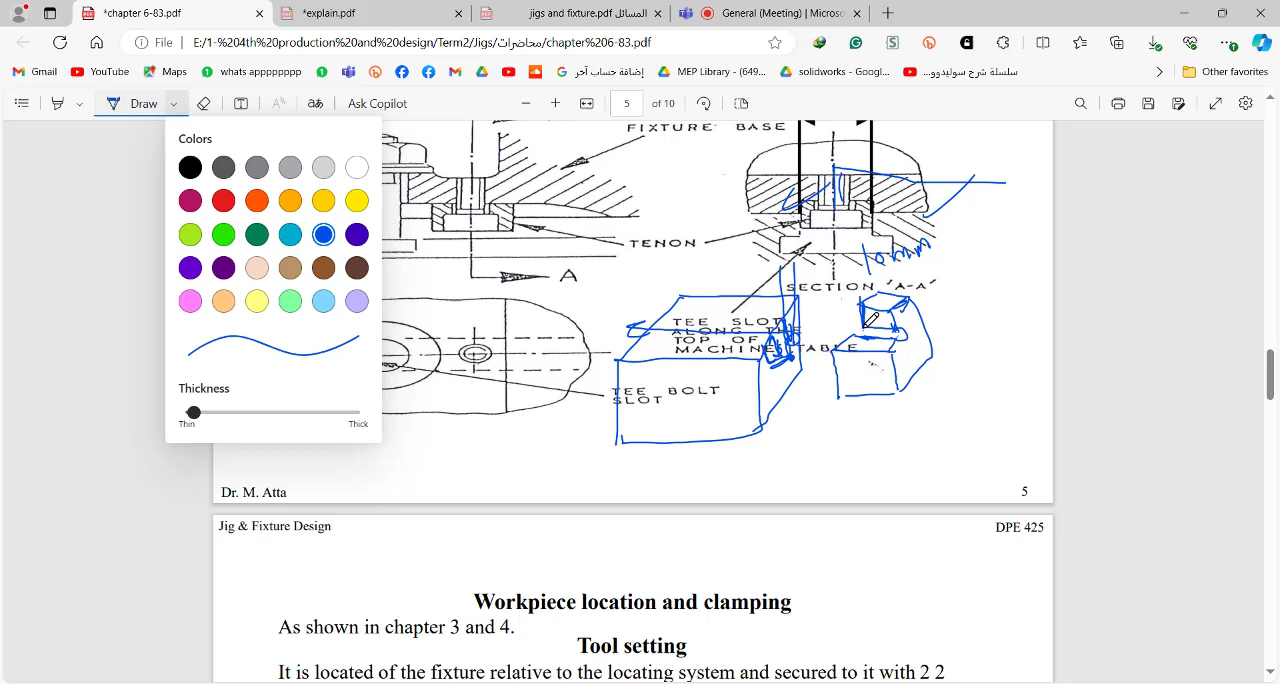 *chapter 6-83.pdf
*explain.pdf
المسائل jigs and fixture.pdf
General (Meeting) | Microso
File
E:/1-%204th%20production%20and%20design/Term2/Jigs/محاضرات/chapter%206-83.pdf
Gmail
YouTube
Maps
whats apppppppp
إضافة حساب آخر
MEP Library - (649...
solidworks - Googl...
سلسلة شرح سوليدوو...
Other favorites
Draw
Ask Copilot
5
of 10
Colors
Thickness
Thin
Thick
FIXTURE BASE
TENON
A
10mm
SECTION 'A-A'
TEE SLOT
ALONG THE
TOP OF
MACHINE TABLE
TEE BOLT
SLOT
Dr. M. Atta
5
Jig & Fixture Design
DPE 425
Workpiece location and clamping
As shown in chapter 3 and 4.
Tool setting
It is located of the fixture relative to the locating system and secured to it with 2 2